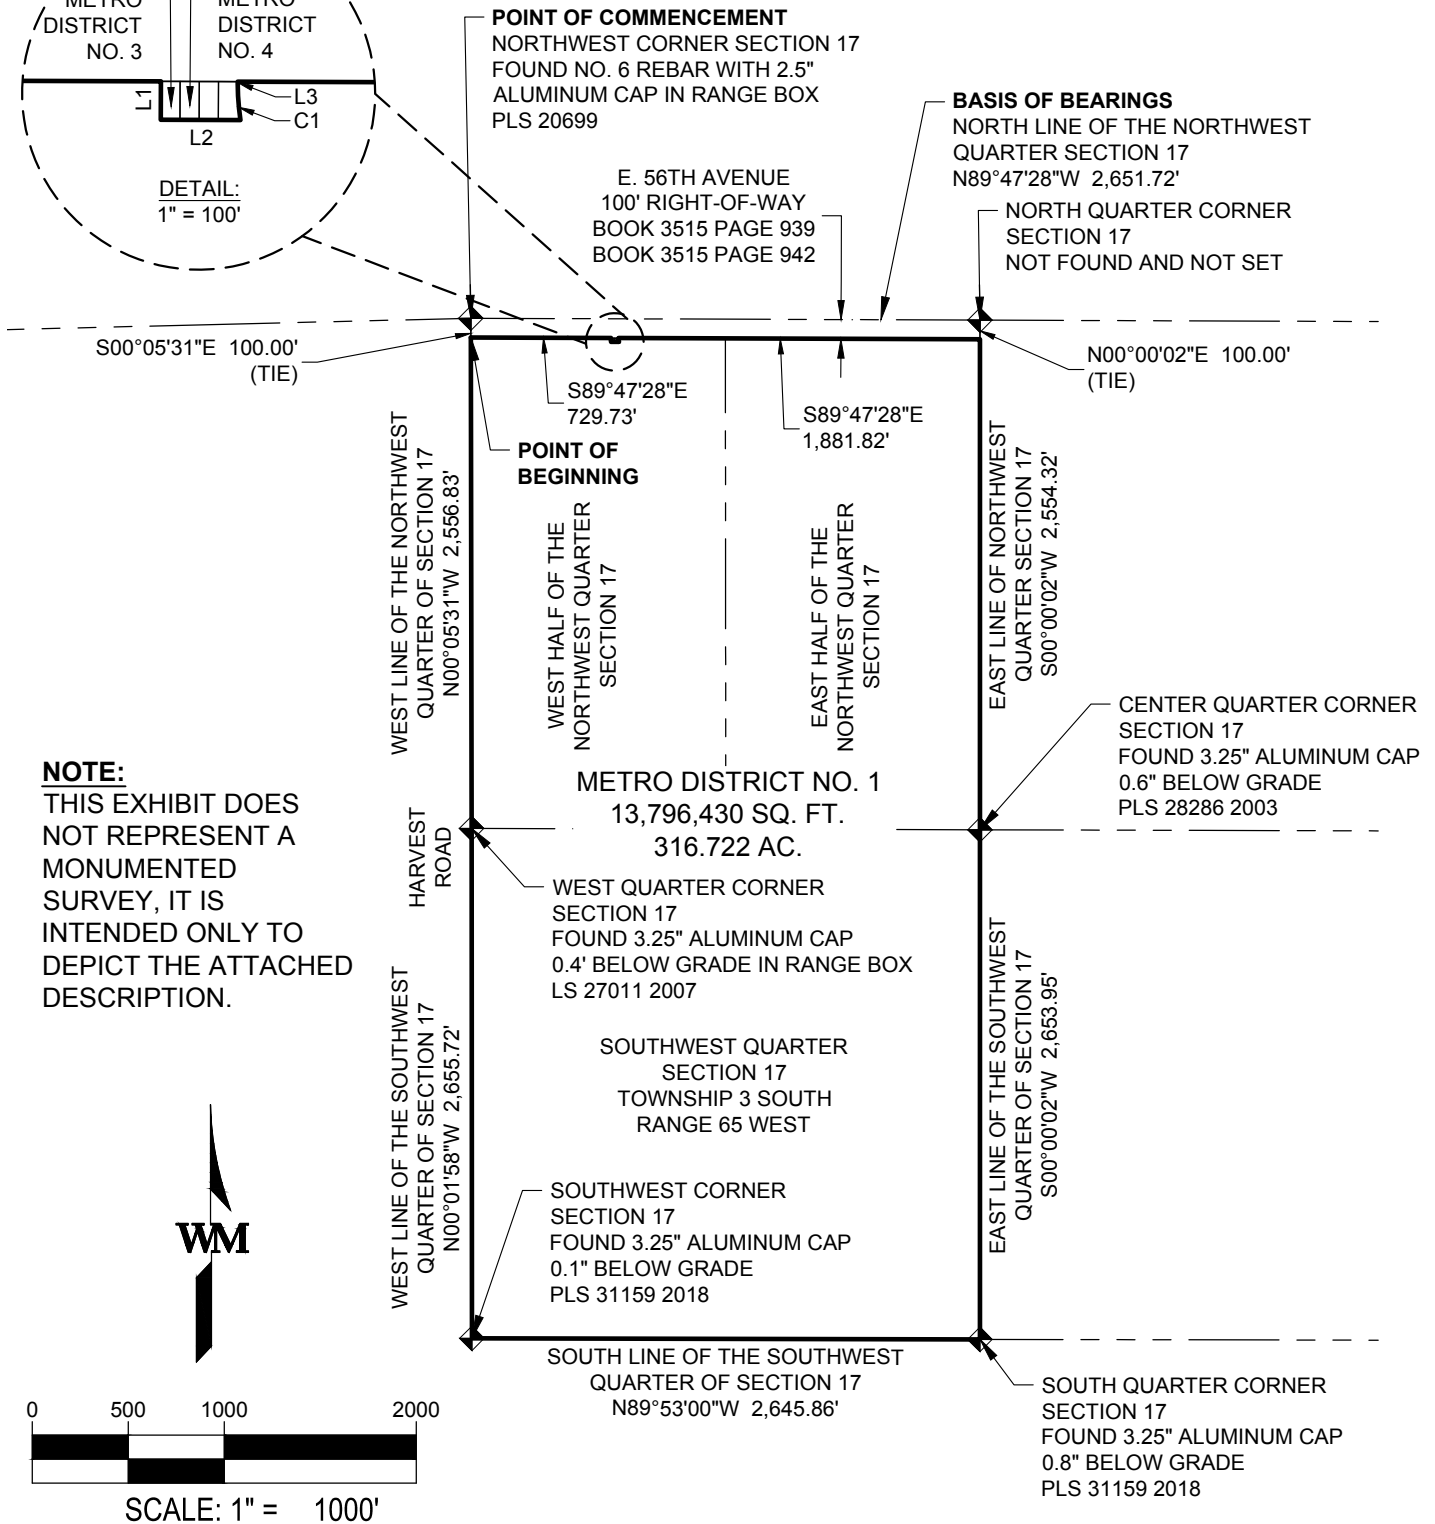 METRO
DISTRICT
NO. 3
METRO
DISTRICT
NO. 4
L1
L2
L3
C1
DETAIL:
1" = 100'
POINT OF COMMENCEMENT
NORTHWEST CORNER SECTION 17
FOUND NO. 6 REBAR WITH 2.5"
ALUMINUM CAP IN RANGE BOX
PLS 20699
BASIS OF BEARINGS
NORTH LINE OF THE NORTHWEST
QUARTER SECTION 17
N89°47'28"W 2,651.72'
E. 56TH AVENUE
100' RIGHT-OF-WAY
BOOK 3515 PAGE 939
BOOK 3515 PAGE 942
NORTH QUARTER CORNER
SECTION 17
NOT FOUND AND NOT SET
S00°05'31"E 100.00'
(TIE)
N00°00'02"E 100.00'
(TIE)
S89°47'28"E
729.73'
S89°47'28"E
1,881.82'
POINT OF
BEGINNING
WEST LINE OF THE NORTHWEST
QUARTER OF SECTION 17
N00°05'31"W 2,556.83'
WEST HALF OF THE
NORTHWEST QUARTER
SECTION 17
EAST HALF OF THE
NORTHWEST QUARTER
SECTION 17
EAST LINE OF NORTHWEST
QUARTER SECTION 17
S00°00'02"W 2,554.32'
CENTER QUARTER CORNER
SECTION 17
FOUND 3.25" ALUMINUM CAP
0.6" BELOW GRADE
PLS 28286 2003
NOTE:
THIS EXHIBIT DOES
NOT REPRESENT A
MONUMENTED
SURVEY, IT IS
INTENDED ONLY TO
DEPICT THE ATTACHED
DESCRIPTION.
METRO DISTRICT NO. 1
13,796,430 SQ. FT.
316.722 AC.
HARVEST
ROAD
WEST QUARTER CORNER
SECTION 17
FOUND 3.25" ALUMINUM CAP
0.4' BELOW GRADE IN RANGE BOX
LS 27011 2007
WEST LINE OF THE SOUTHWEST
QUARTER OF SECTION 17
N00°01'58"W 2,655.72'
SOUTHWEST QUARTER
SECTION 17
TOWNSHIP 3 SOUTH
RANGE 65 WEST
EAST LINE OF THE SOUTHWEST
QUARTER OF SECTION 17
S00°00'02"W 2,653.95'
SOUTHWEST CORNER
SECTION 17
FOUND 3.25" ALUMINUM CAP
0.1" BELOW GRADE
PLS 31159 2018
WM
SOUTH LINE OF THE SOUTHWEST
QUARTER OF SECTION 17
N89°53'00"W 2,645.86'
SOUTH QUARTER CORNER
SECTION 17
FOUND 3.25" ALUMINUM CAP
0.8" BELOW GRADE
PLS 31159 2018
0 500 1000 2000
SCALE: 1" = 1000'